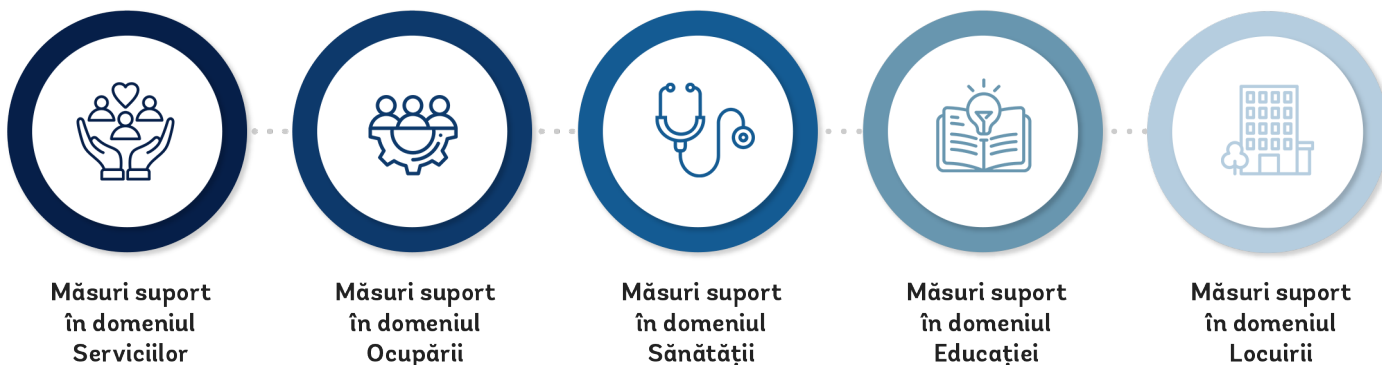 Măsuri suport
în domeniul
Serviciilor
Măsuri suport
în domeniul
Ocupării
Măsuri suport
în domeniul
Sănătății
Măsuri suport
în domeniul
Educației
Măsuri suport
în domeniul
Locuirii